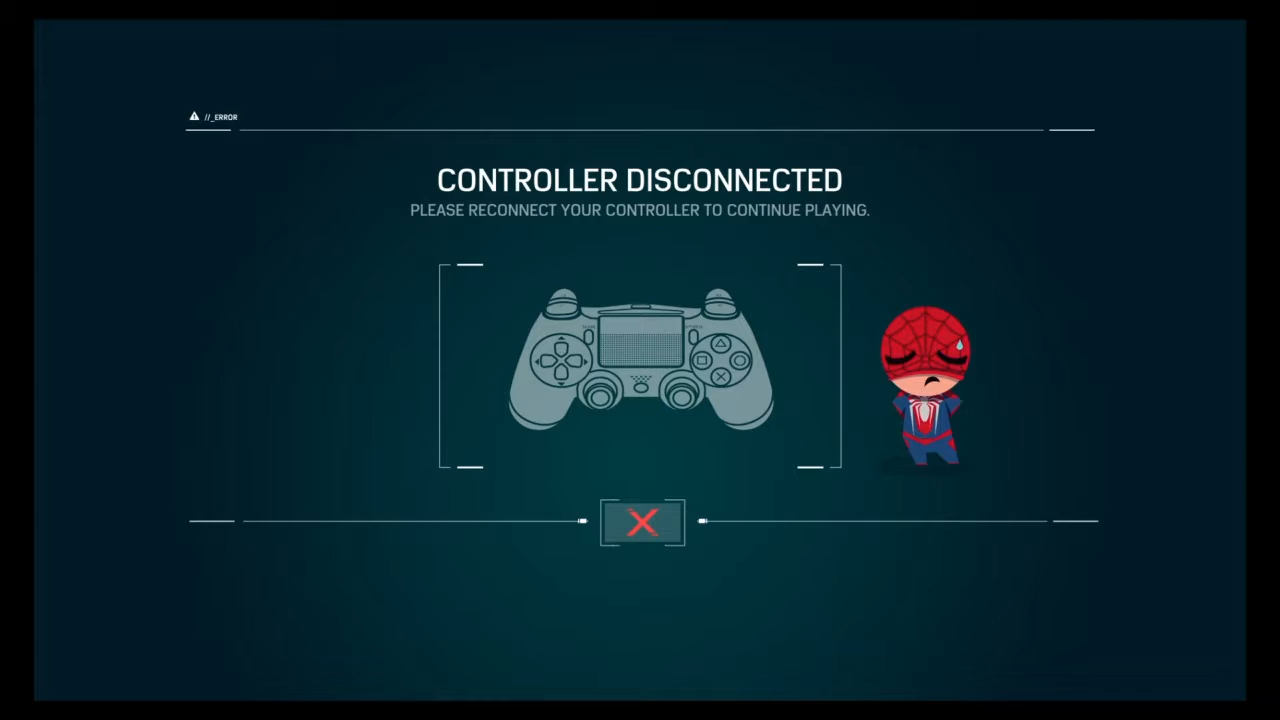 //_ERROR
CONTROLLER DISCONNECTED
PLEASE RECONNECT YOUR CONTROLLER TO CONTINUE PLAYING.